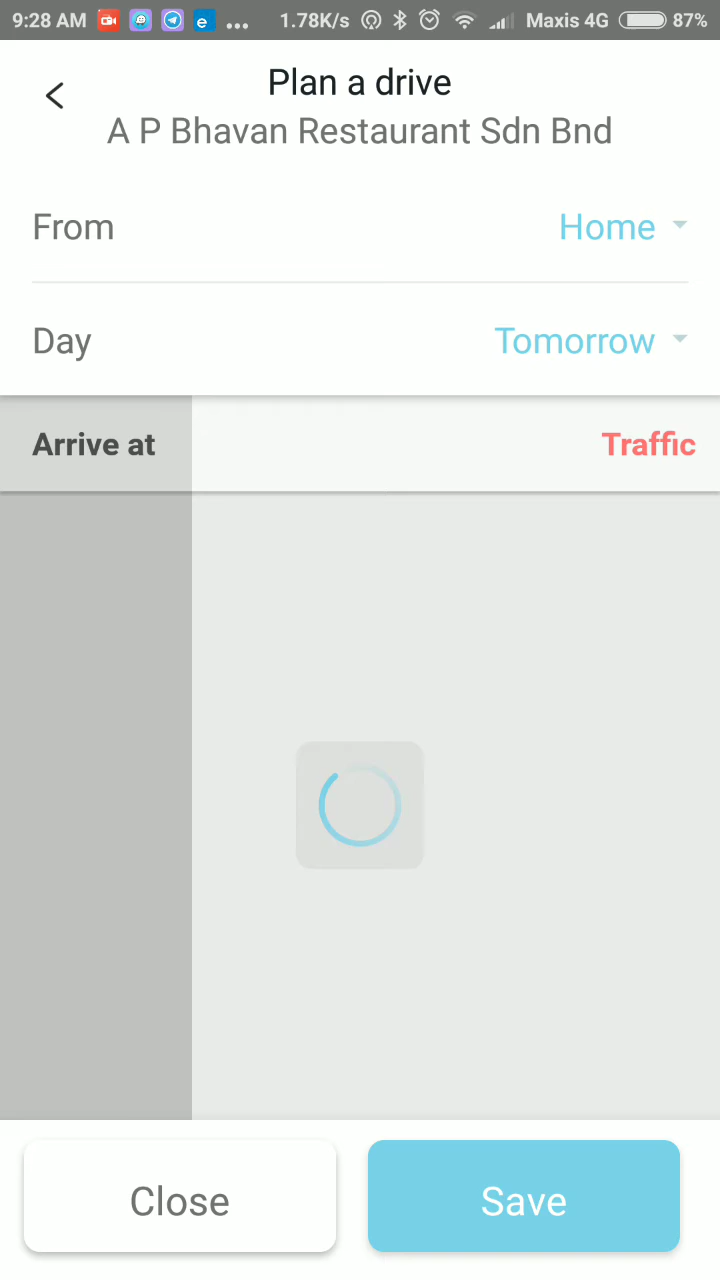 9:28 AM ... 1.78K/s Maxis 4G 87%
Plan a drive
A P Bhavan Restaurant Sdn Bnd
From Home
Day Tomorrow
Arrive at Traffic
Close Save